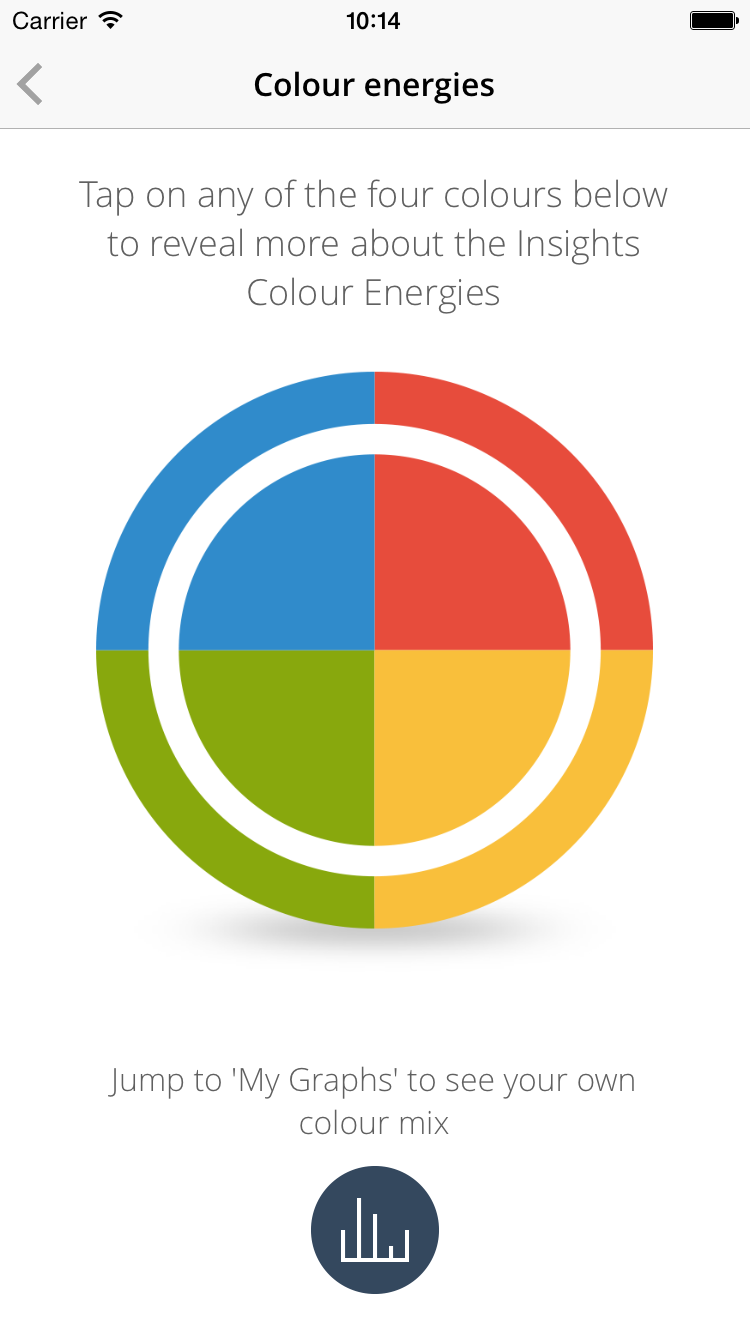 Carrier 10:14
Colour energies
Tap on any of the four colours below
to reveal more about the Insights
Colour Energies
Jump to 'My Graphs' to see your own
colour mix